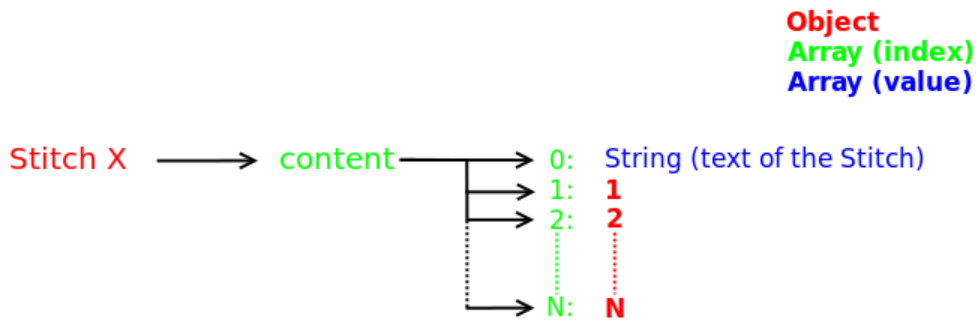 Object
Array (index)
Array (value)
Stitch X content 0: String (text of the Stitch)
1: 1
2: 2
N: N